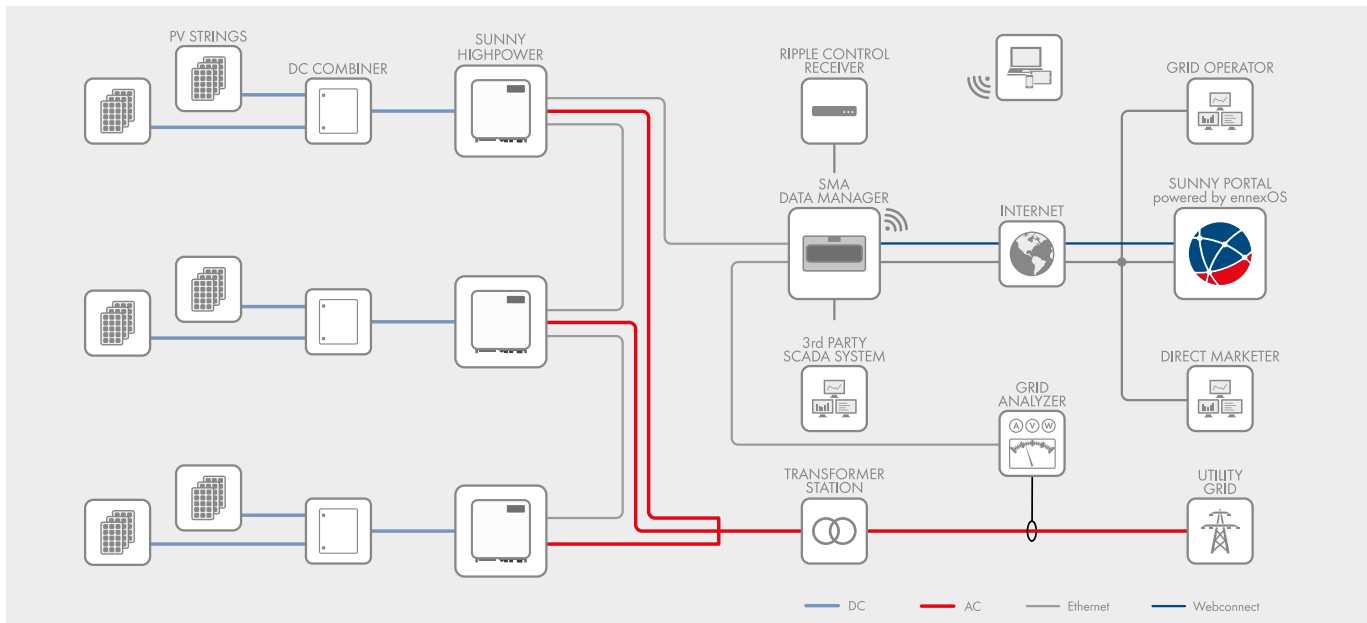 PV STRINGS
DC COMBINER
SUNNY
HIGHPOWER
RIPPLE CONTROL
RECEIVER
GRID OPERATOR
SMA
DATA MANAGER
INTERNET
SUNNY PORTAL
powered by ennexOS
3rd PARTY
SCADA SYSTEM
DIRECT MARKETER
GRID
ANALYZER
A V W
TRANSFORMER
STATION
UTILITY
GRID
DC
AC
Ethernet
Webconnect